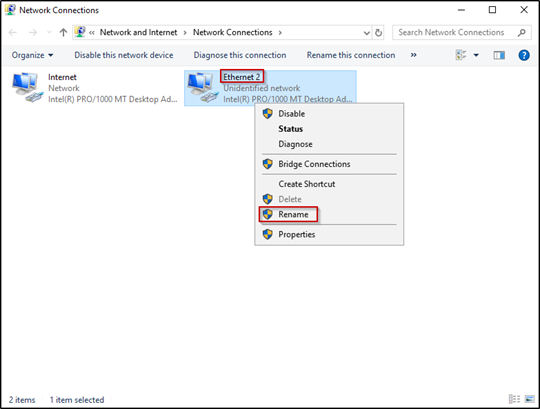 Network Connections
« Network and Internet › Network Connections ›
Search Network Connections
Organize Disable this network device Diagnose this connection Rename this connection »
Internet
Network
Intel(R) PRO/1000 MT Desktop Ad...
Ethernet 2
Unidentified network
Intel(R) PRO/1000 MT Desktop Ad...
Disable
Status
Diagnose
Bridge Connections
Create Shortcut
Delete
Rename
Properties
2 items 1 item selected